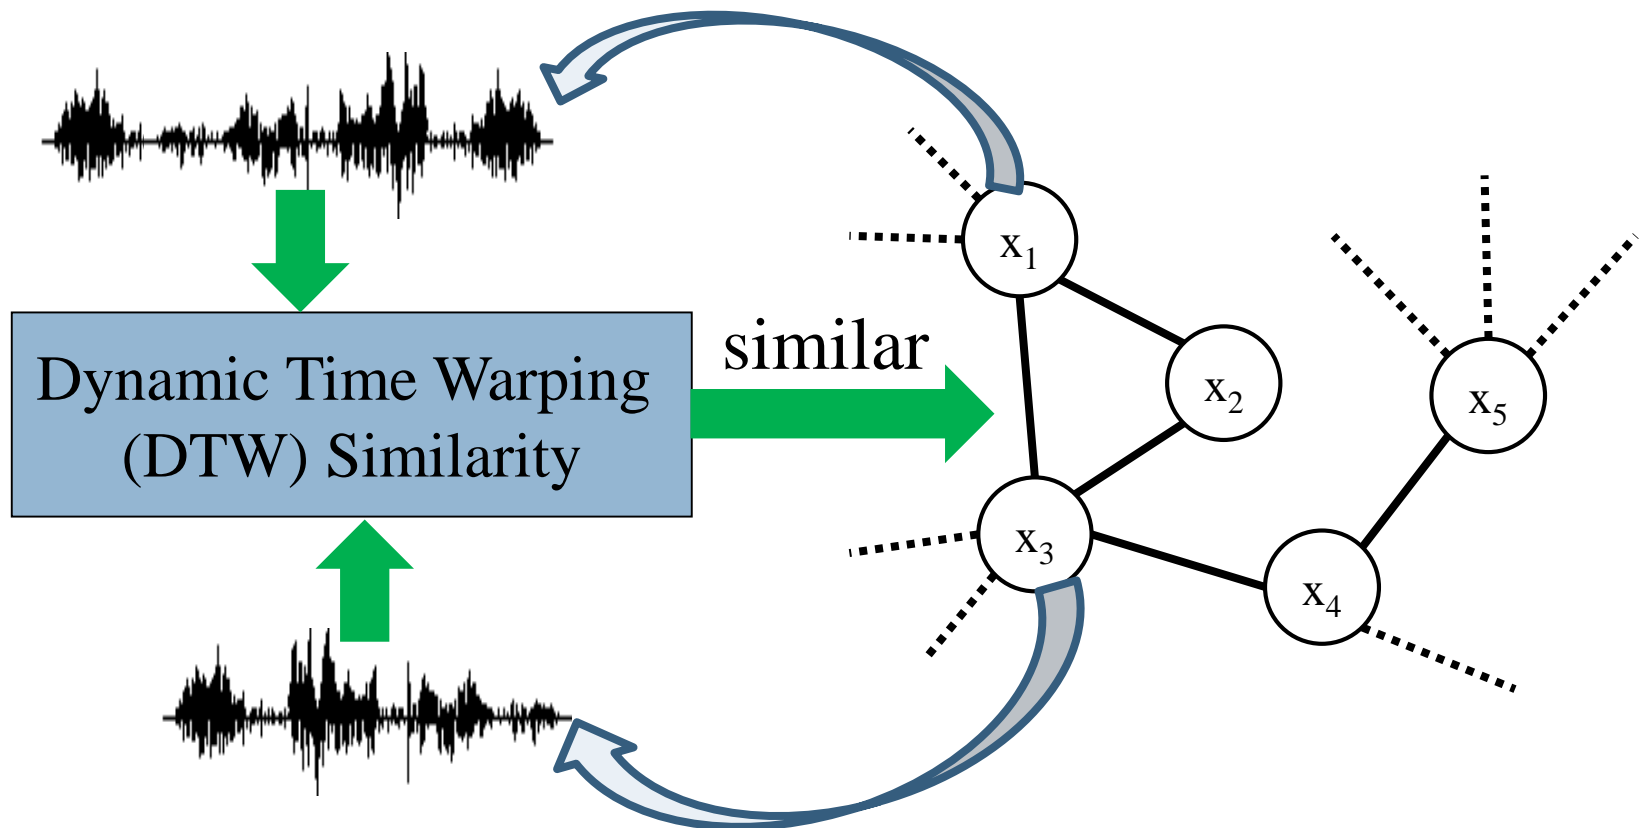 Dynamic Time Warping
(DTW) Similarity
similar
x₁
x₂
x₃
x₄
x₅